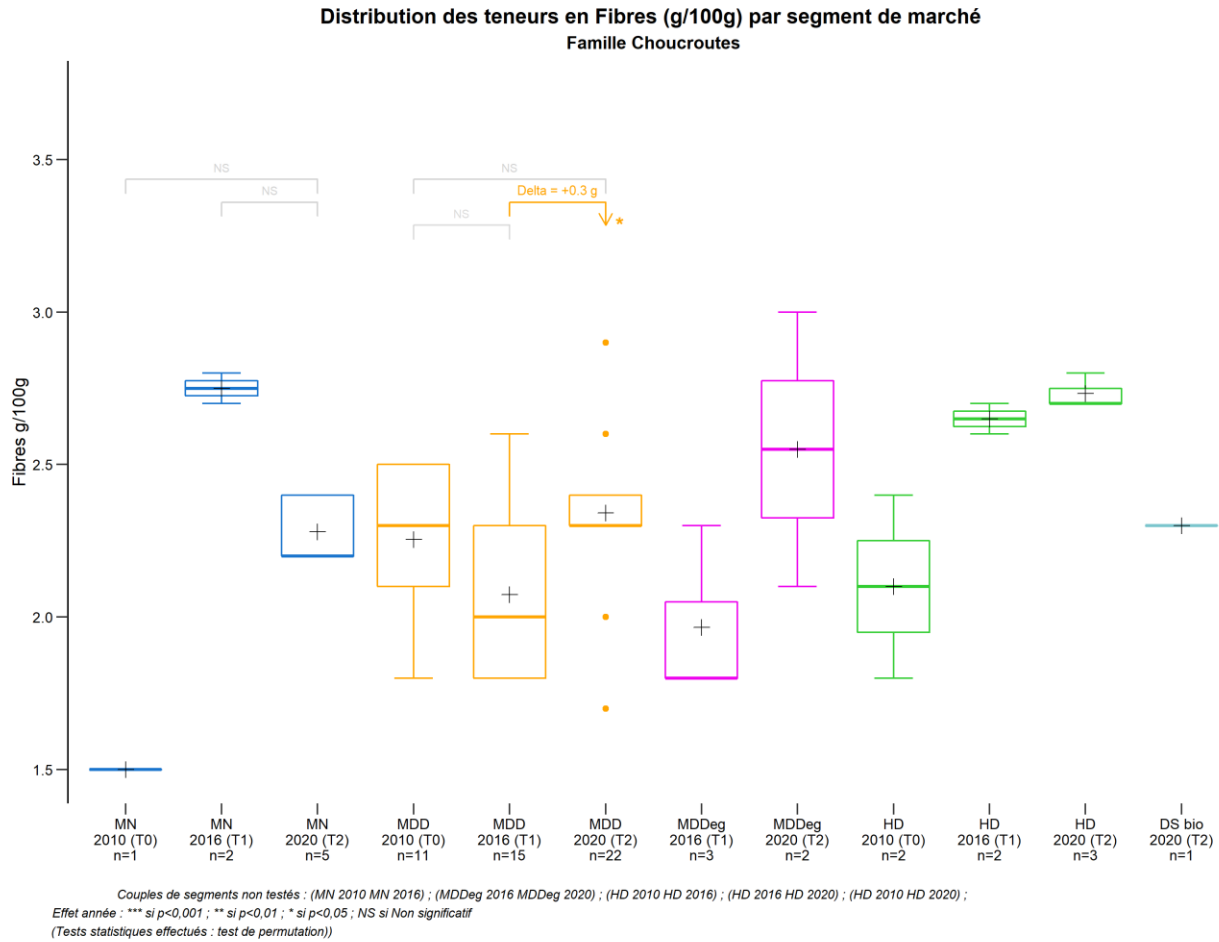 Distribution des teneurs en Fibres (g/100g) par segment de marché
Famille Choucroutes
Fibres g/100g
3.5
3.0
2.5
2.0
1.5
NS
NS
NS
Delta = +0.3 g
*
NS
MN
2010 (T0)
n=1
MN
2016 (T1)
n=2
MN
2020 (T2)
n=5
MDD
2010 (T0)
n=11
MDD
2016 (T1)
n=15
MDD
2020 (T2)
n=22
MDDeg
2016 (T1)
n=3
MDDeg
2020 (T2)
n=2
HD
2010 (T0)
n=2
HD
2016 (T1)
n=2
HD
2020 (T2)
n=3
DS bio
2020 (T2)
n=1
Couples de segments non testés : (MN 2010 MN 2016) ; (MDDeg 2016 MDDeg 2020) ; (HD 2010 HD 2016) ; (HD 2016 HD 2020) ; (HD 2010 HD 2020) ;
Effet année : *** si p<0,001 ; ** si p<0,01 ; * si p<0,05 ; NS si Non significatif
(Tests statistiques effectués : test de permutation))